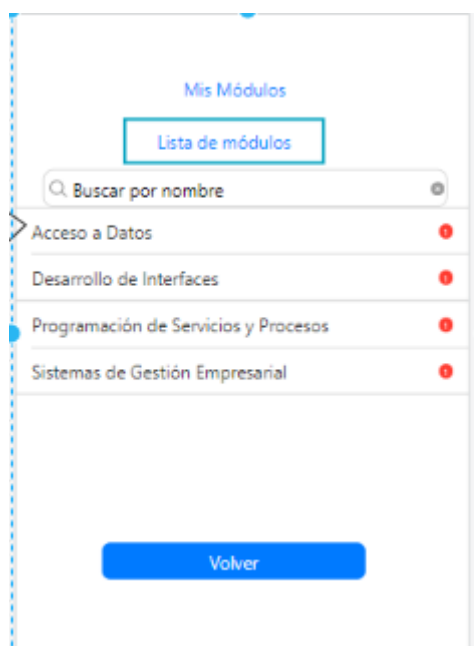 Mis Módulos
Lista de módulos
Buscar por nombre
Acceso a Datos
Desarrollo de Interfaces
Programación de Servicios y Procesos
Sistemas de Gestión Empresarial
Volver